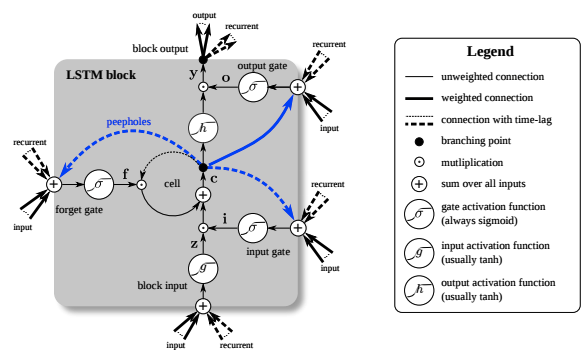 output
recurrent
block output
LSTM block
y
o
output gate
σ
recurrent
input
h
peepholes
recurrent
f
σ
cell
c
forget gate
input
i
σ
input gate
recurrent
input
z
g
block input
input
recurrent
Legend
unweighted connection
weighted connection
connection with time-lag
branching point
mutliplication
sum over all inputs
σ
gate activation function
(always sigmoid)
g
input activation function
(usually tanh)
h
output activation function
(usually tanh)